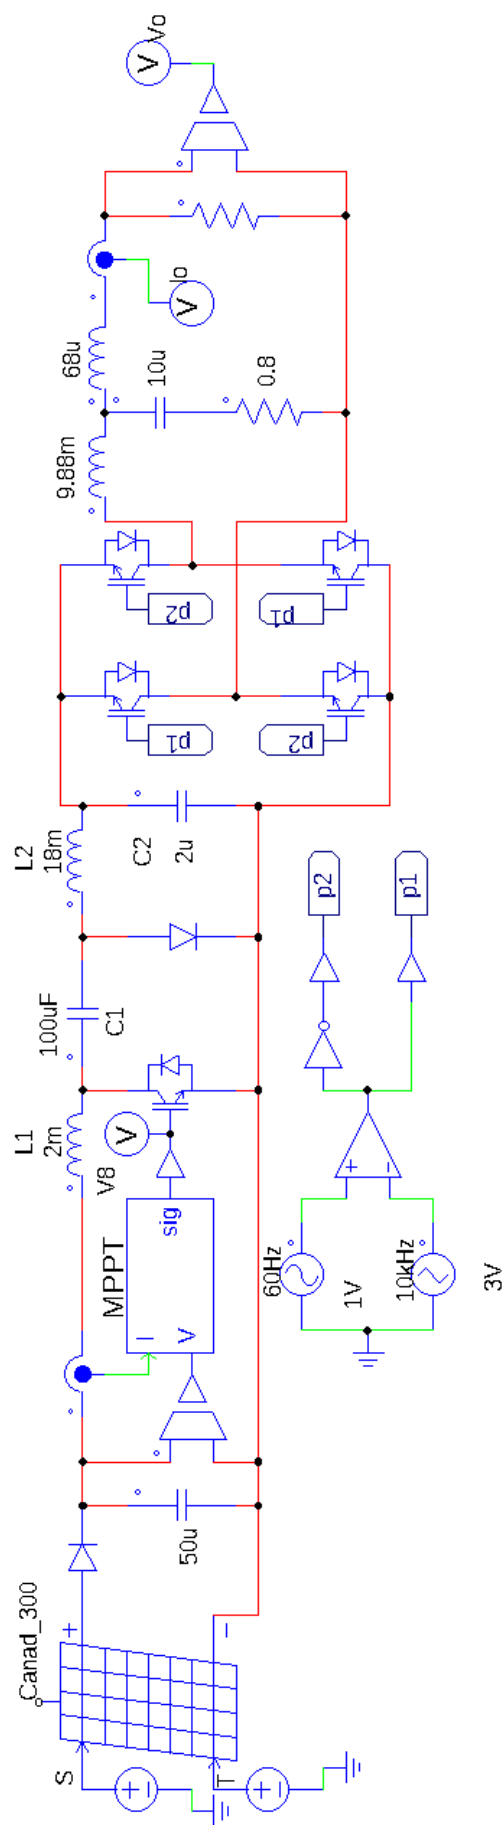 Canad_300
S
T
+
-
50u
MPPT
I
V
sig
V8
V
L1
2m
100uF
C1
L2
18m
C2
2u
p1
p2
p2
p1
9.88m
68u
10u
0.8
V
Io
V
Vo
60Hz
1V
10kHz
3V
+
-
p2
p1